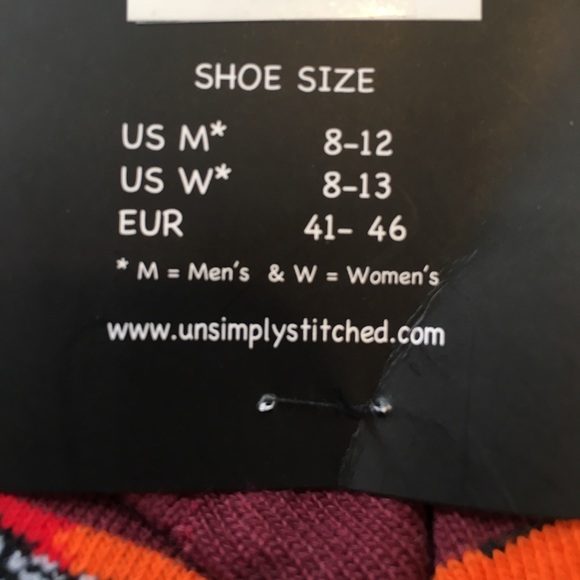 SHOE SIZE
US M* 8-12
US W* 8-13
EUR 41- 46
* M = Men's & W = Women's
www.unsimplystitched.com